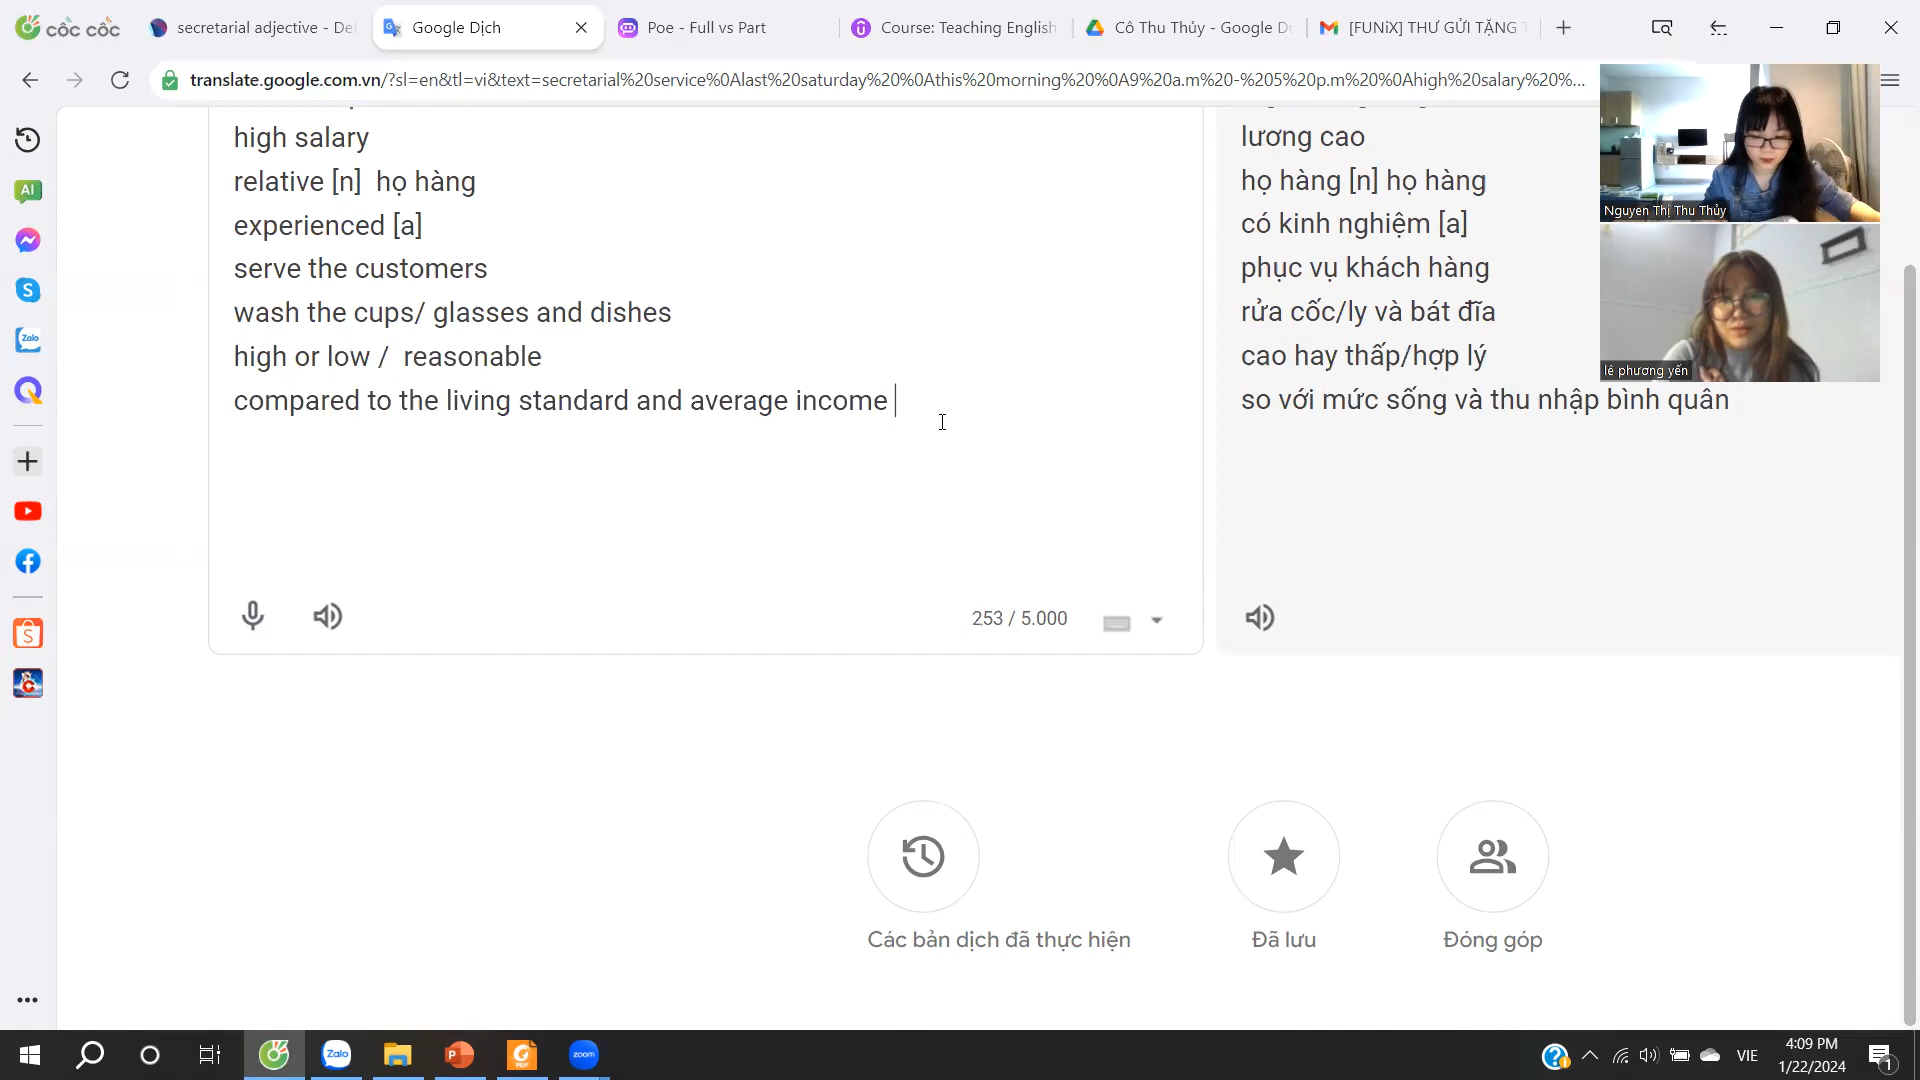 cốc cốc
secretarial adjective - De
Google Dịch
Poe - Full vs Part
Course: Teaching English
Cô Thu Thủy - Google D
[FUNiX] THƯ GỬI TẶNG
translate.google.com.vn/?sl=en&tl=vi&text=secretarial%20service%0Alast%20saturday%20%0Athis%20morning%20%0A9%20a.m%20-%205%20p.m%20%0Ahigh%20salary%20%...
high salary
relative [n]  họ hàng
experienced [a]
serve the customers
wash the cups/ glasses and dishes
high or low /  reasonable
compared to the living standard and average income
253 / 5.000
lương cao
họ hàng [n] họ hàng
có kinh nghiệm [a]
phục vụ khách hàng
rửa cốc/ly và bát đĩa
cao hay thấp/hợp lý
so với mức sống và thu nhập bình quân
Nguyen Thị Thu Thủy
lê phương yến
AI
Zalo
Các bản dịch đã thực hiện
Đã lưu
Đóng góp
Zalo
PDF
zoom
VIE
4:09 PM
1/22/2024
1